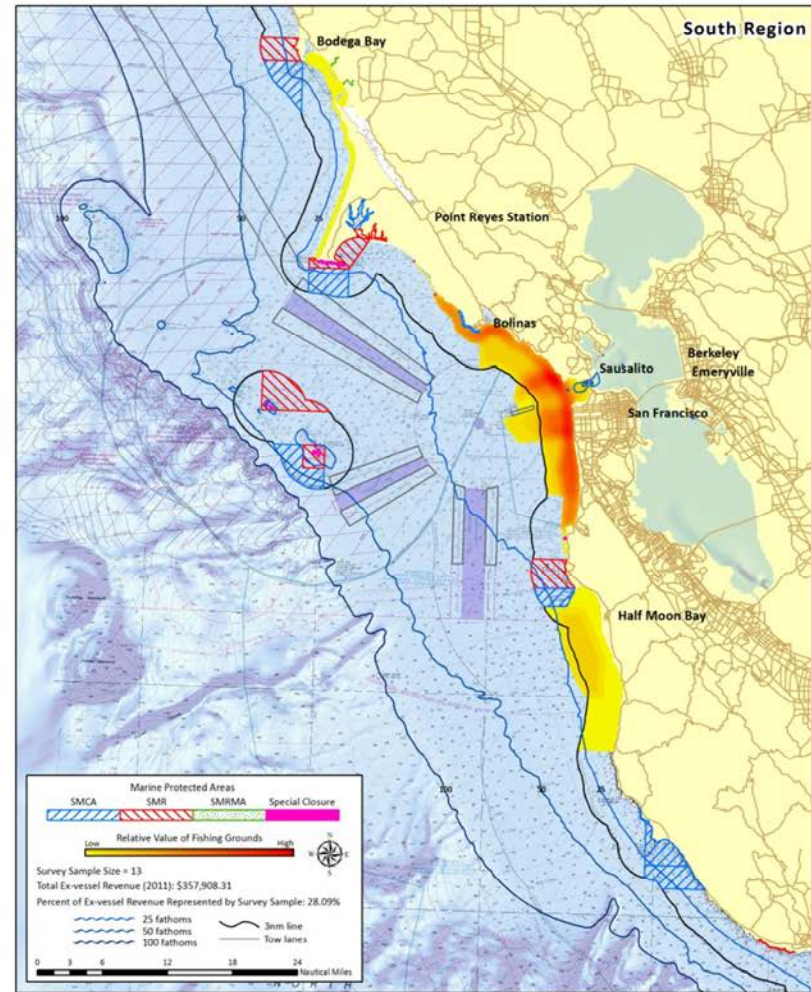 South Region
Bodega Bay
100
50
25
Point Reyes Station
Bolinas
Berkeley
Sausalito
Emeryville
San Francisco
Half Moon Bay
100
50
25
Marine Protected Areas
SMCA SMR SMRMA Special Closure
Relative Value of Fishing Grounds
Low High
N
W E
S
Survey Sample Size = 13
Total Ex-vessel Revenue (2011): $357,908.31
Percent of Ex-vessel Revenue Represented by Survey Sample: 28.09%
25 fathoms 3nm line
50 fathoms Tow lanes
100 fathoms
0 3 6 12 18 24
Nautical Miles